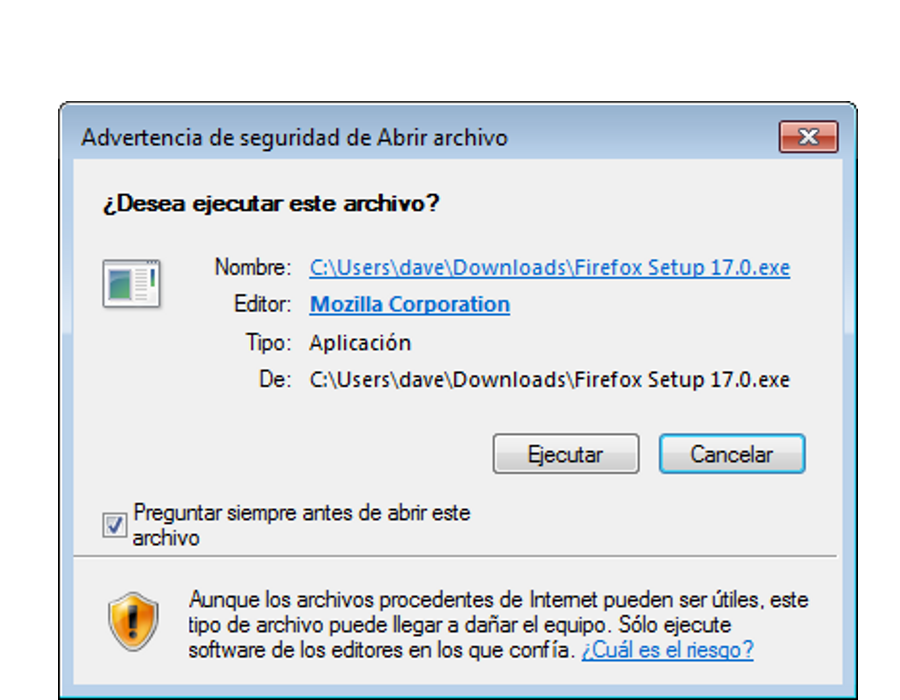 Advertencia de seguridad de Abrir archivo
¿Desea ejecutar este archivo?
Nombre: C:\Users\dave\Downloads\Firefox Setup 17.0.exe
Editor: Mozilla Corporation
Tipo: Aplicación
De: C:\Users\dave\Downloads\Firefox Setup 17.0.exe
Ejecutar Cancelar
Preguntar siempre antes de abrir este
archivo
Aunque los archivos procedentes de Internet pueden ser útiles, este
tipo de archivo puede llegar a dañar el equipo. Sólo ejecute
software de los editores en los que confía. ¿Cuál es el riesgo?